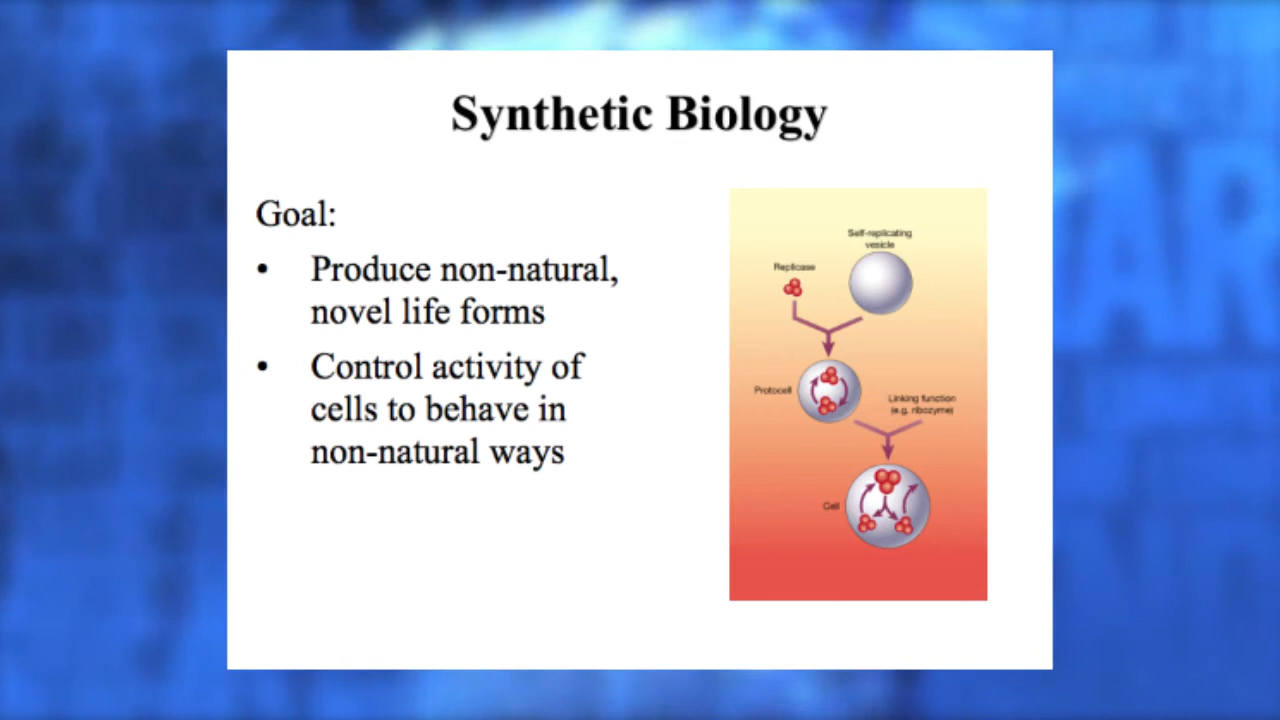 Synthetic Biology
Goal:
• Produce non-natural,
novel life forms
• Control activity of
cells to behave in
non-natural ways
Self-replicating
vesicle
Replicase
Protocell
Linking function
(e.g. ribozyme)
Cell